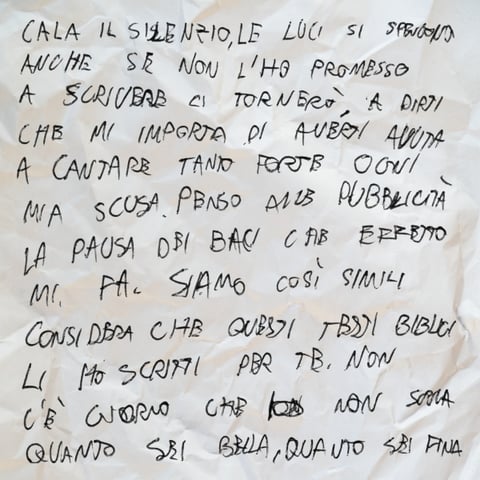 CALA IL SILENZIO, LE LUCI SI SPENGONO
ANCHE SE NON L'HO PROMESSO
A SCRIVERE CI TORNERÒ, A DIRTI
CHE MI IMPORTA DI AVERTI AVUTA
A CANTARE TANTO FORTE OGNI
MIA SCUSA. PENSO ALLE PUBBLICITÀ
LA PAUSA DEI BACI CHE EFFETTO
MI FA. SIAMO COSÌ SIMILI
CONSIDERA CHE QUESTI TESTI BIBLICI
LI HO SCRITTI PER TE. NON
C'È GIORNO CHE NON SOGNA
QUANTO SEI BELLA, QUANTO SEI FINA